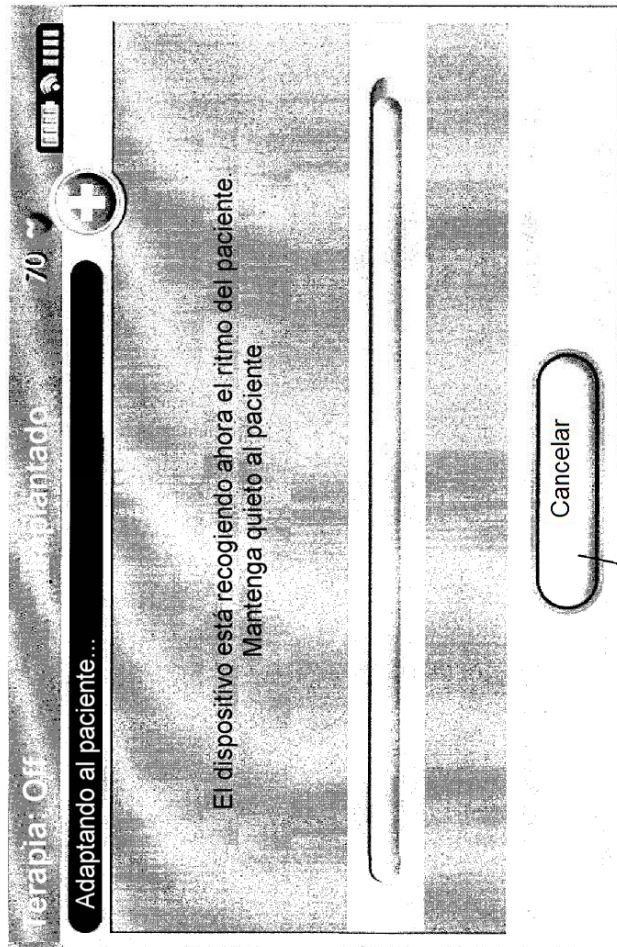 Terapia: Off
70
Adaptando al paciente...
El dispositivo está recogiendo ahora el ritmo del paciente.
Mantenga quieto al paciente
Cancelar